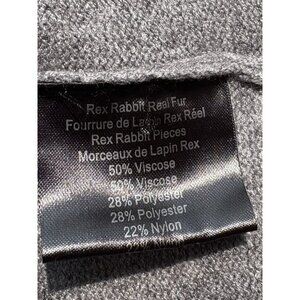 Rex Rabbit Real Fur
Fourrure de Lapin Rex Réel
Rex Rabbit Pieces
Morceaux de Lapin Rex
50% Viscose
50% Viscose
28% Polyester
28% Polyester
22% Nylon